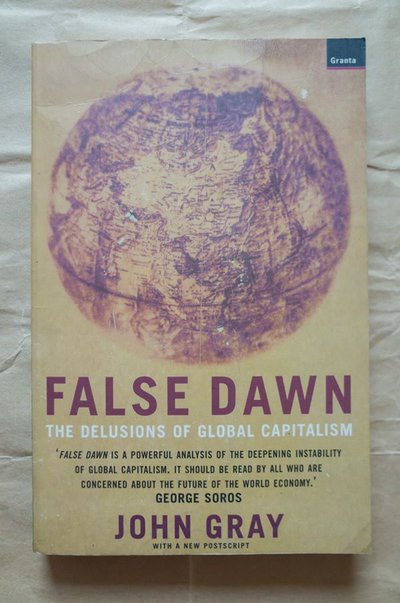 Granta
FALSE DAWN
THE DELUSIONS OF GLOBAL CAPITALISM
‘FALSE DAWN IS A POWERFUL ANALYSIS OF THE DEEPENING INSTABILITY
OF GLOBAL CAPITALISM. IT SHOULD BE READ BY ALL WHO ARE
CONCERNED ABOUT THE FUTURE OF THE WORLD ECONOMY.’
GEORGE SOROS
JOHN GRAY
WITH A NEW POSTSCRIPT